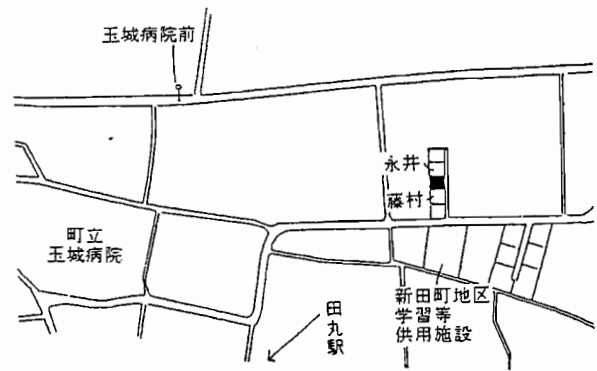 玉城病院前
永井
藤村
町立
玉城病院
新田町地区
学習等
供用施設
田丸駅